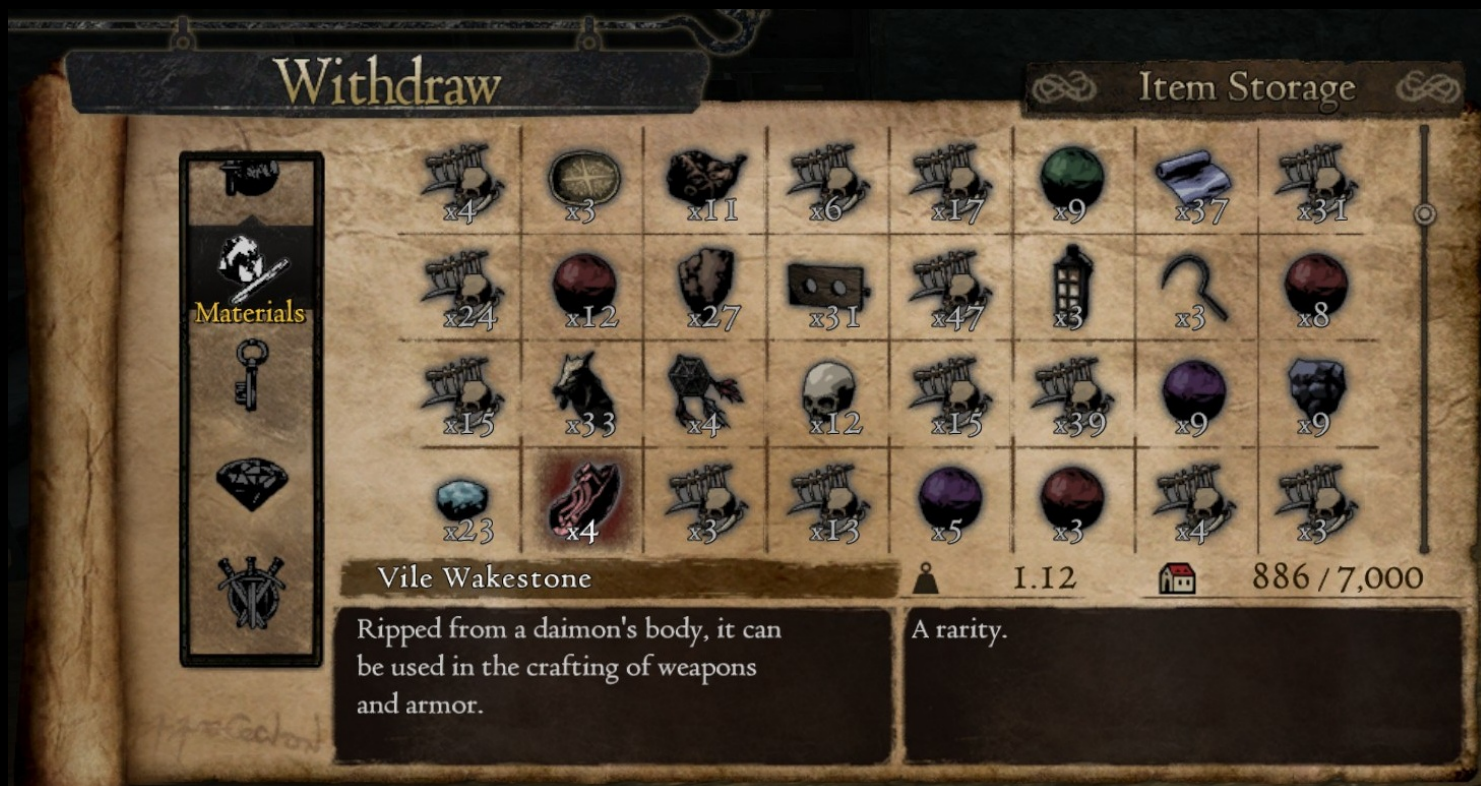 Withdraw
Item Storage
x4 x3 x11 x6 x17 x9 x37 x31
Materials
x24 x12 x27 x31 x47 x3 x3 x8
x15 x33 x4 x12 x15 x39 x9 x9
x23 x4 x3 x13 x5 x3 x4 x3
Vile Wakestone
1.12
886 / 7,000
Ripped from a daimon's body, it can
be used in the crafting of weapons
and armor.
A rarity.